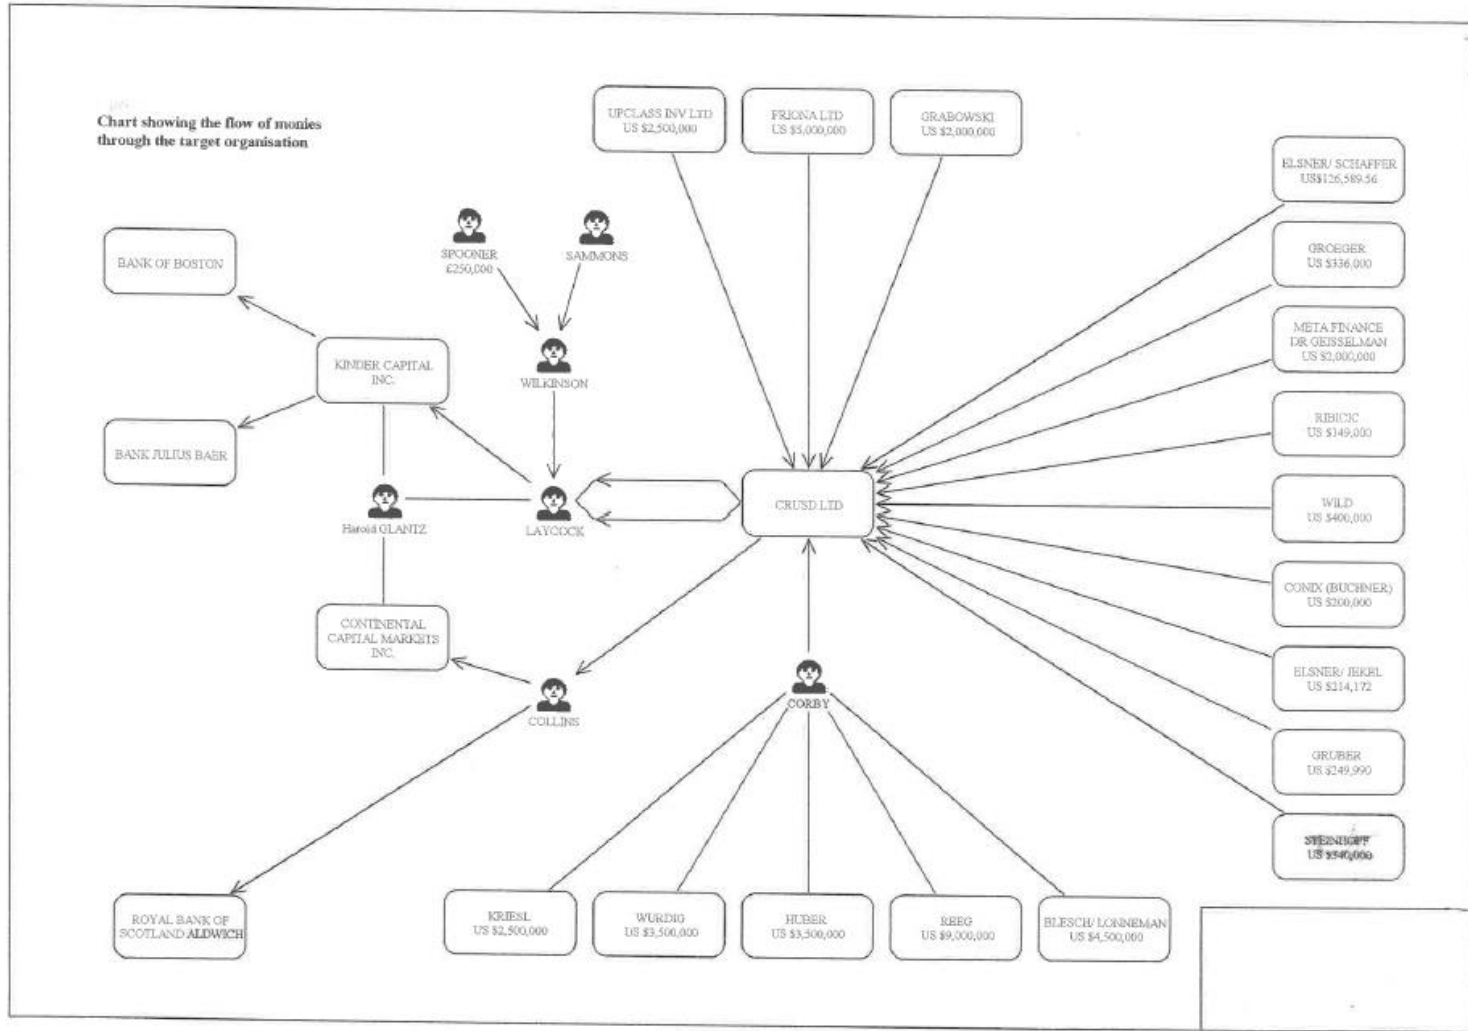 Chart showing the flow of monies
through the target organisation
UPCLASS INV LTD
US $2,500,000
FRIONA LTD
US $5,000,000
GRABOWSKI
US $2,000,000
ELSNER/ SCHAFFER
US$126,589.56
GROEGER
US $336,000
META FINANCE
DR GEISSELMAN
US $2,000,000
RIBICIC
US $149,000
WILD
US $400,000
CONIX (BUCHNER)
US $200,000
ELSNER/ JEKEL
US $214,172
GRUBER
US $249,990
STEINHOFF
US $340,000
SPOONER
£250,000
SAMMONS
WILKINSON
BANK OF BOSTON
KINDER CAPITAL
INC.
BANK JULIUS BAER
Harold GLANTZ
LAYCOCK
CRUSD LTD
CONTINENTAL
CAPITAL MARKETS
INC.
COLLINS
CORBY
ROYAL BANK OF
SCOTLAND ALDWICH
KRIESL
US $2,500,000
WURDIG
US $3,500,000
HUBER
US $3,500,000
REEG
US $9,000,000
BLESCH/ LONNEMAN
US $4,500,000